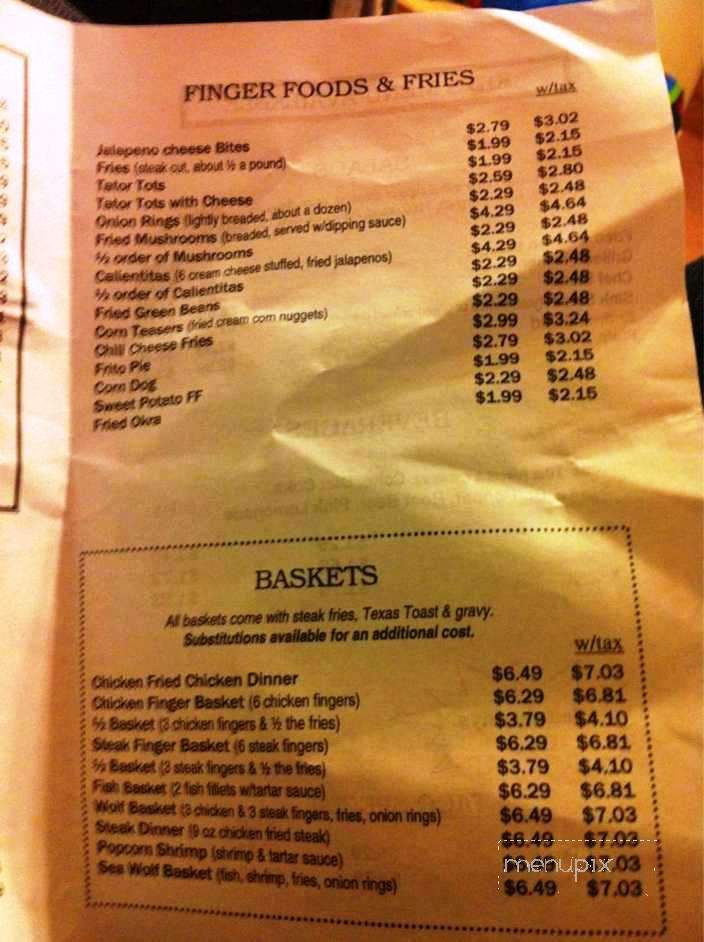 FINGER FOODS & FRIES
w/tax
Jalepeno cheese Bites $2.79 $3.02
Fries (steak cut, about ½ a pound) $1.99 $2.15
Tator Tots $1.99 $2.15
Tator Tots with Cheese $2.59 $2.80
Onion Rings (lightly breaded, about a dozen) $2.29 $2.48
Fried Mushrooms (breaded, served w/dipping sauce) $4.29 $4.64
½ order of Mushrooms $2.29 $2.48
Calientitas (6 cream cheese stuffed, fried jalapenos) $4.29 $4.64
½ order of Calientitas $2.29 $2.48
Fried Green Beans $2.29 $2.48
Corn Teasers (fried cream corn nuggets) $2.29 $2.48
Chili Cheese Fries $2.99 $3.24
Frito Pie $2.79 $3.02
Corn Dog $1.99 $2.15
Sweet Potato FF $2.29 $2.48
Fried Okra $1.99 $2.15
BASKETS
All baskets come with steak fries, Texas Toast & gravy.
Substitutions available for an additional cost.
w/tax
Chicken Fried Chicken Dinner $6.49 $7.03
Chicken Finger Basket (6 chicken fingers) $6.29 $6.81
½ Basket (3 chicken fingers & ½ the fries) $3.79 $4.10
Steak Finger Basket (6 steak fingers) $6.29 $6.81
½ Basket (3 steak fingers & ½ the fries) $3.79 $4.10
Fish Basket (2 fish fillets w/tartar sauce) $6.29 $6.81
Wolf Basket (3 chicken & 3 steak fingers, fries, onion rings) $6.49 $7.03
Steak Dinner (9 oz chicken fried steak) $6.49 $7.03
Popcorn Shrimp (shrimp & tartar sauce)
menupix
Sea Wolf Basket (fish, shrimp, fries, onion rings) $6.49 $7.03